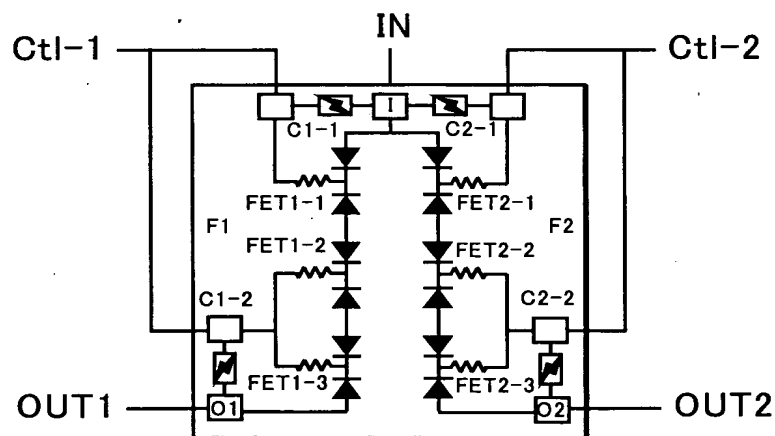 IN
Ctl-1
Ctl-2
I
C1-1
C2-1
FET1-1
FET2-1
F1
F2
FET1-2
FET2-2
C1-2
C2-2
FET1-3
FET2-3
OUT1
O1
O2
OUT2